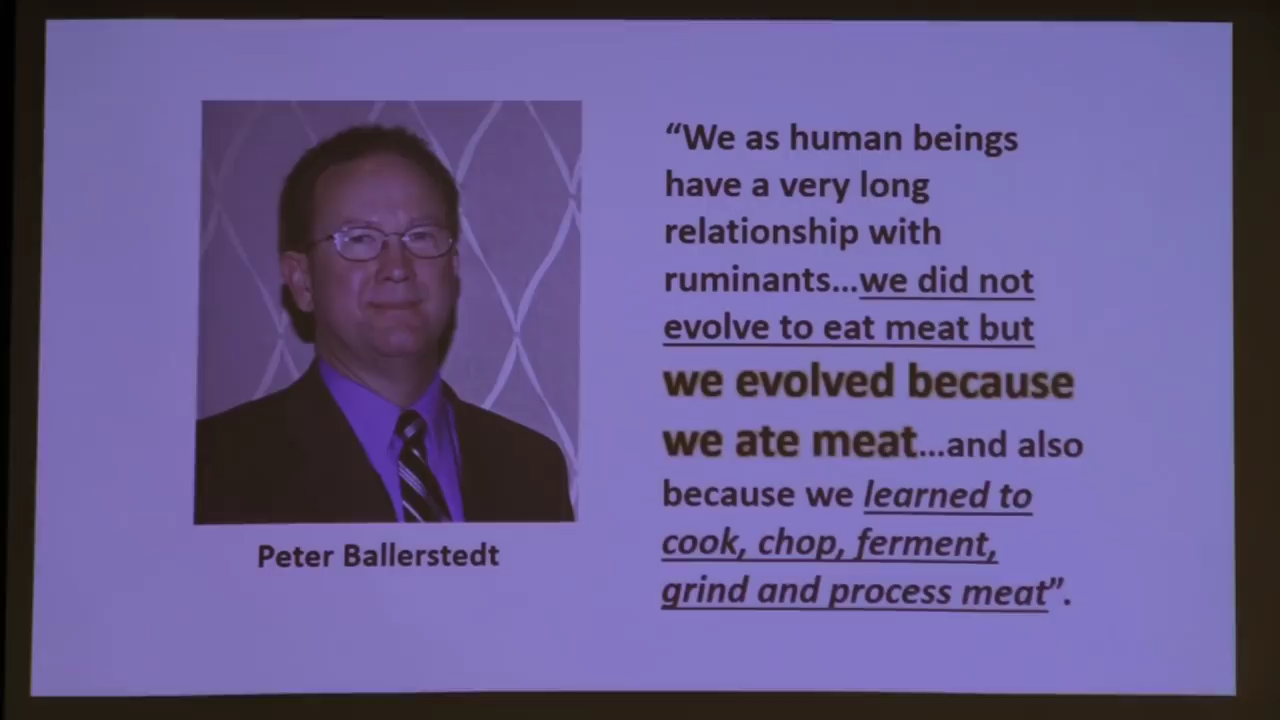 “We as human beings
have a very long
relationship with
ruminants...we did not
evolve to eat meat but
we evolved because
we ate meat...and also
because we learned to
cook, chop, ferment,
grind and process meat”.
Peter Ballerstedt